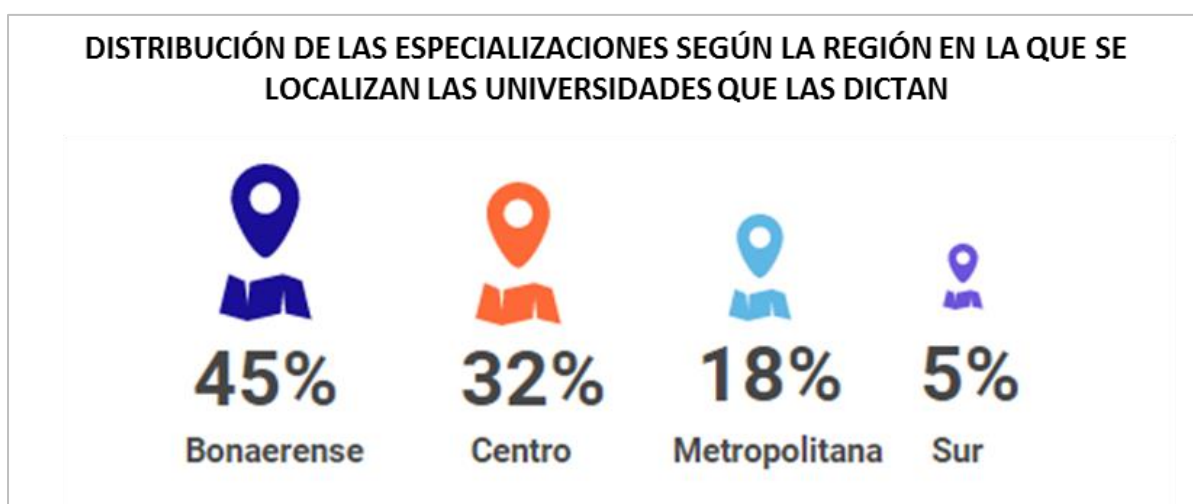 DISTRIBUCIÓN DE LAS ESPECIALIZACIONES SEGÚN LA REGIÓN EN LA QUE SE
LOCALIZAN LAS UNIVERSIDADES QUE LAS DICTAN
45% 32% 18% 5%
Bonaerense Centro Metropolitana Sur